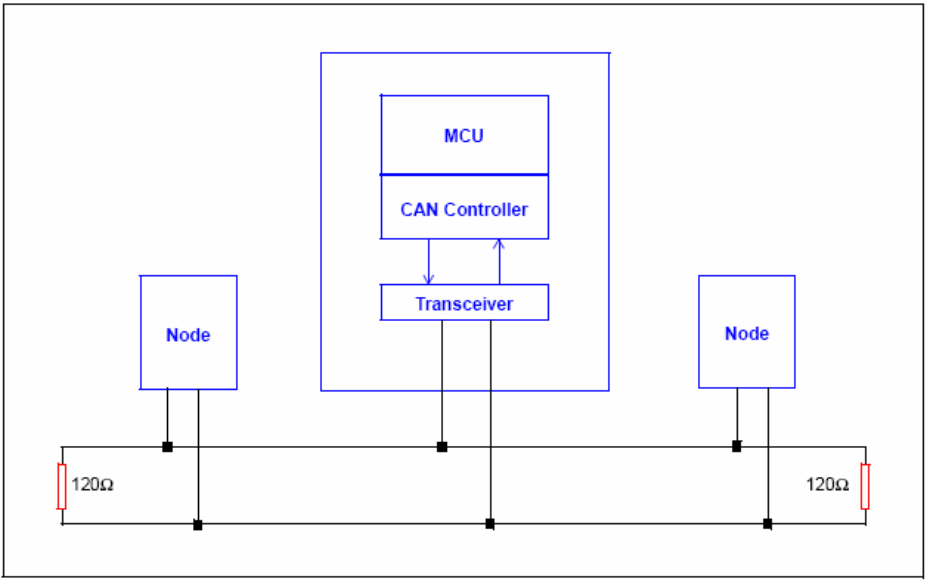 MCU
CAN Controller
Transceiver
Node
Node
120Ω
120Ω